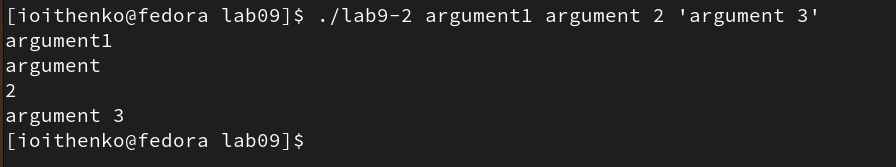 [ioithenko@fedora lab09]$ ./lab9-2 argument1 argument 2 'argument 3'
argument1
argument
2
argument 3
[ioithenko@fedora lab09]$